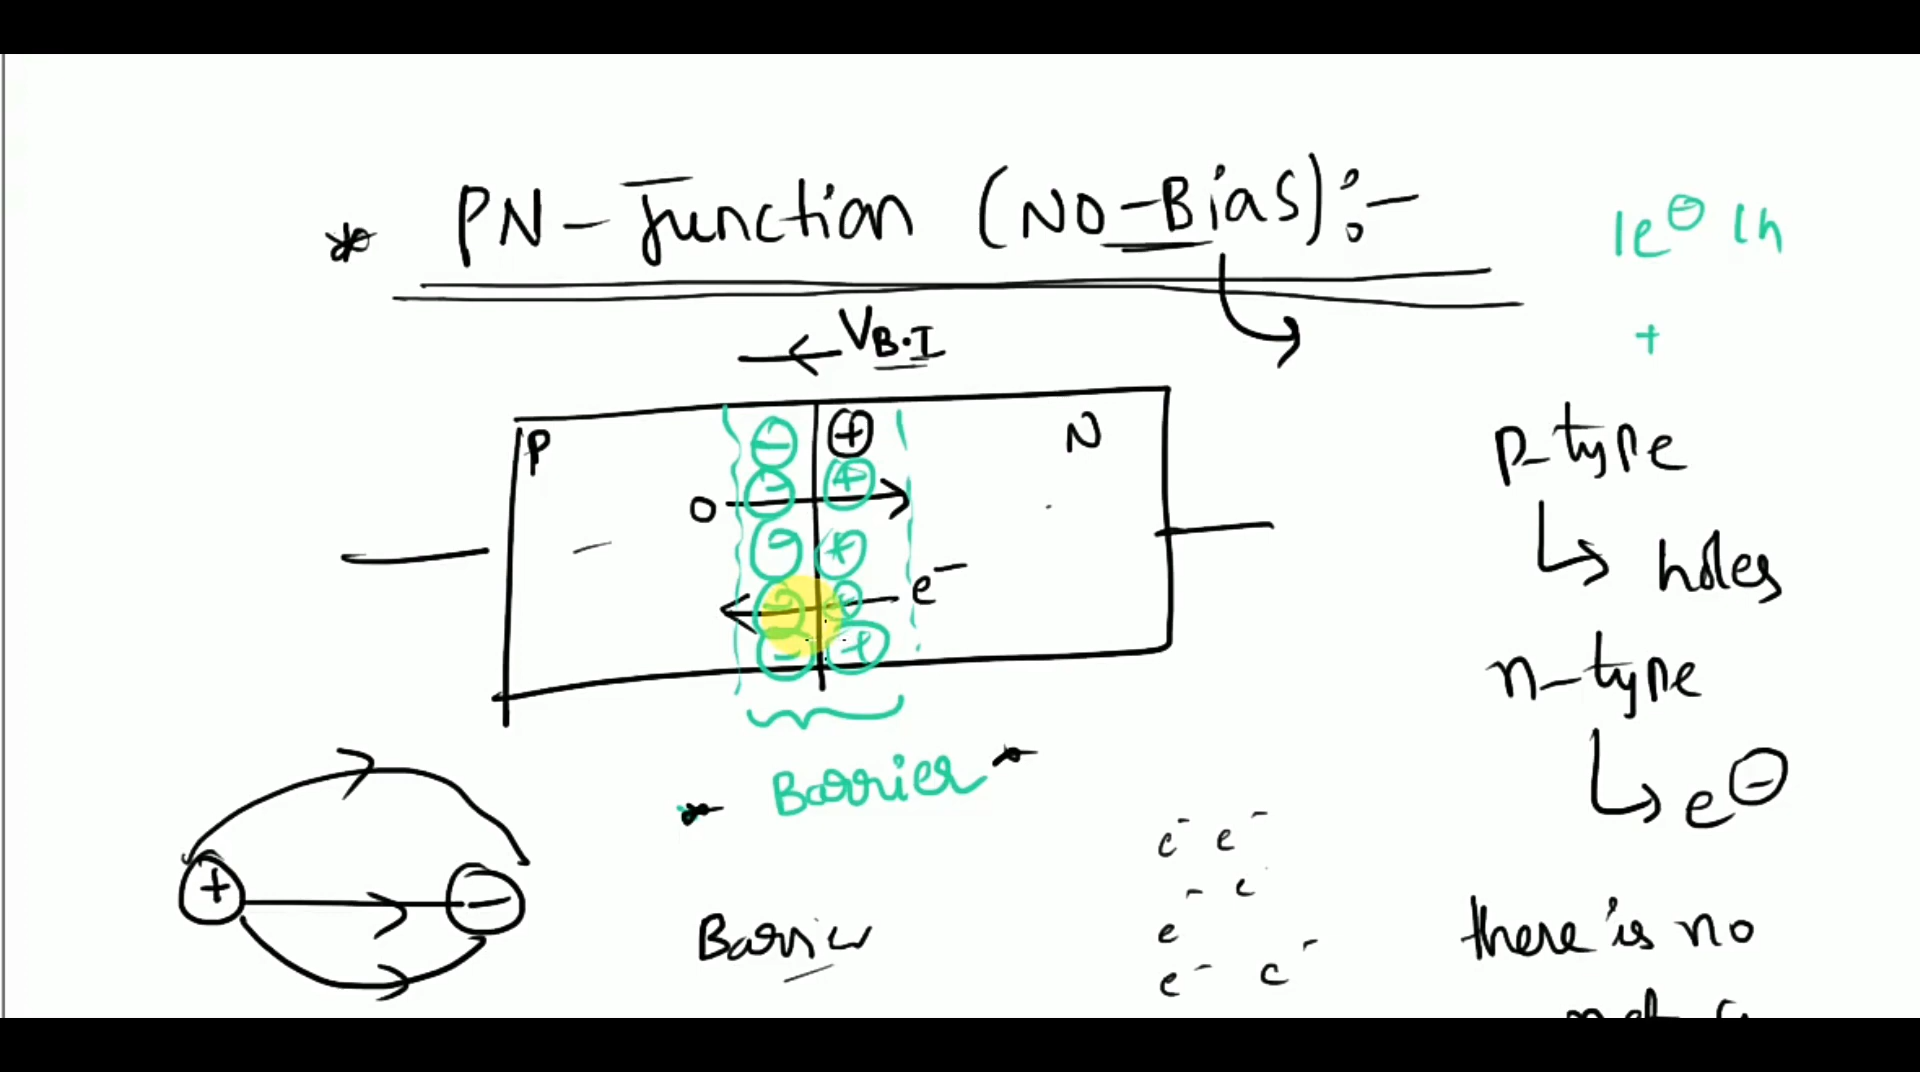 * PN-Junction (NO-Bias):-
1e⊖ 1h
+
VB.I
P
⊖ ⊕
N
⊖ ⊕
O
⊖ ⊕
⊖ ⊕
e⁻
⊖ ⊕
* Barrier *
p-type
↳ holes
n-type
↳ e⊖
⊕ ⊖
Barrier
e⁻ e⁻
⁻ e
e
e⁻ e⁻
there is no